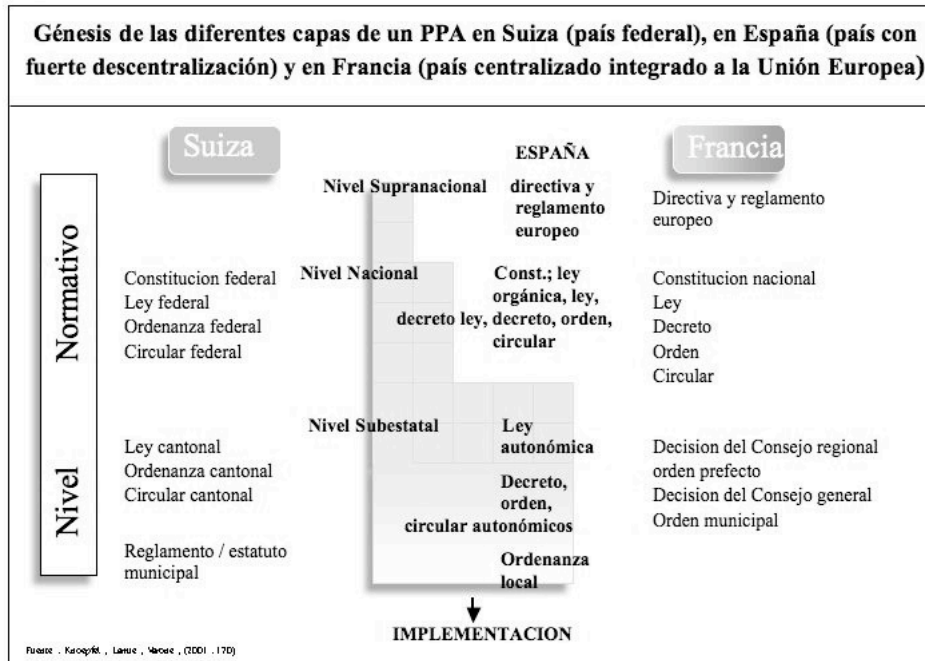 Génesis de las diferentes capas de un PPA en Suiza (país federal), en España (país con
fuerte descentralización) y en Francia (país centralizado integrado a la Unión Europea)
Nivel Normativo
Suiza
Constitucion federal
Ley federal
Ordenanza federal
Circular federal
Ley cantonal
Ordenanza cantonal
Circular cantonal
Reglamento / estatuto
municipal
ESPAÑA
Nivel Supranacional directiva y
reglamento
europeo
Nivel Nacional Const.; ley
orgánica, ley,
decreto ley, decreto, orden,
circular
Nivel Subestatal Ley
autonómica
Decreto,
orden,
circular autonómicos
Ordenanza
local
IMPLEMENTACION
Francia
Directiva y reglamento
europeo
Constitucion nacional
Ley
Decreto
Orden
Circular
Decision del Consejo regional
orden prefecto
Decision del Consejo general
Orden municipal
(2001 . 170)